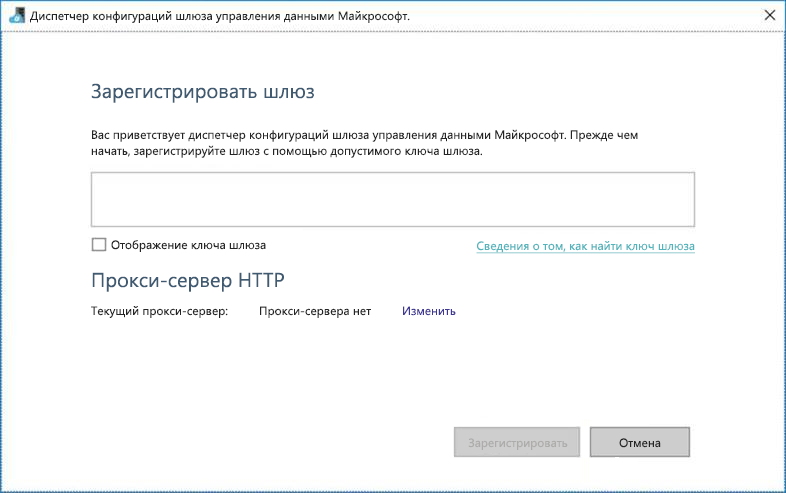 Диспетчер конфигураций шлюза управления данными Майкрософт.
Зарегистрировать шлюз
Вас приветствует диспетчер конфигураций шлюза управления данными Майкрософт. Прежде чем
начать, зарегистрируйте шлюз с помощью допустимого ключа шлюза.
Отображение ключа шлюза
Сведения о том, как найти ключ шлюза
Прокси-сервер HTTP
Текущий прокси-сервер: Прокси-сервера нет Изменить
Зарегистрировать Отмена